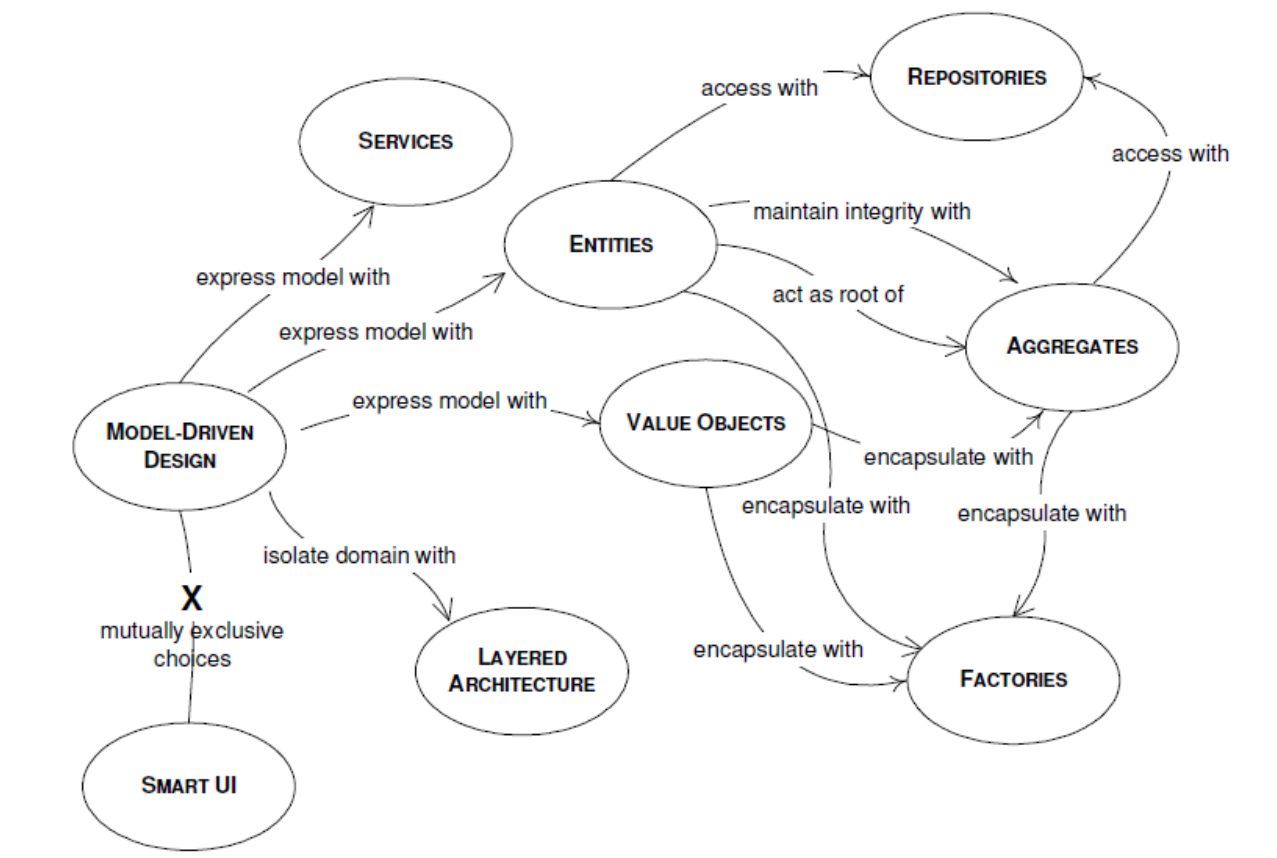 REPOSITORIES
access with
SERVICES
access with
maintain integrity with
ENTITIES
express model with
act as root of
express model with
AGGREGATES
express model with
VALUE OBJECTS
MODEL-DRIVEN
DESIGN
encapsulate with
encapsulate with
encapsulate with
isolate domain with
X
mutually exclusive
choices
encapsulate with
LAYERED
ARCHITECTURE
FACTORIES
SMART UI